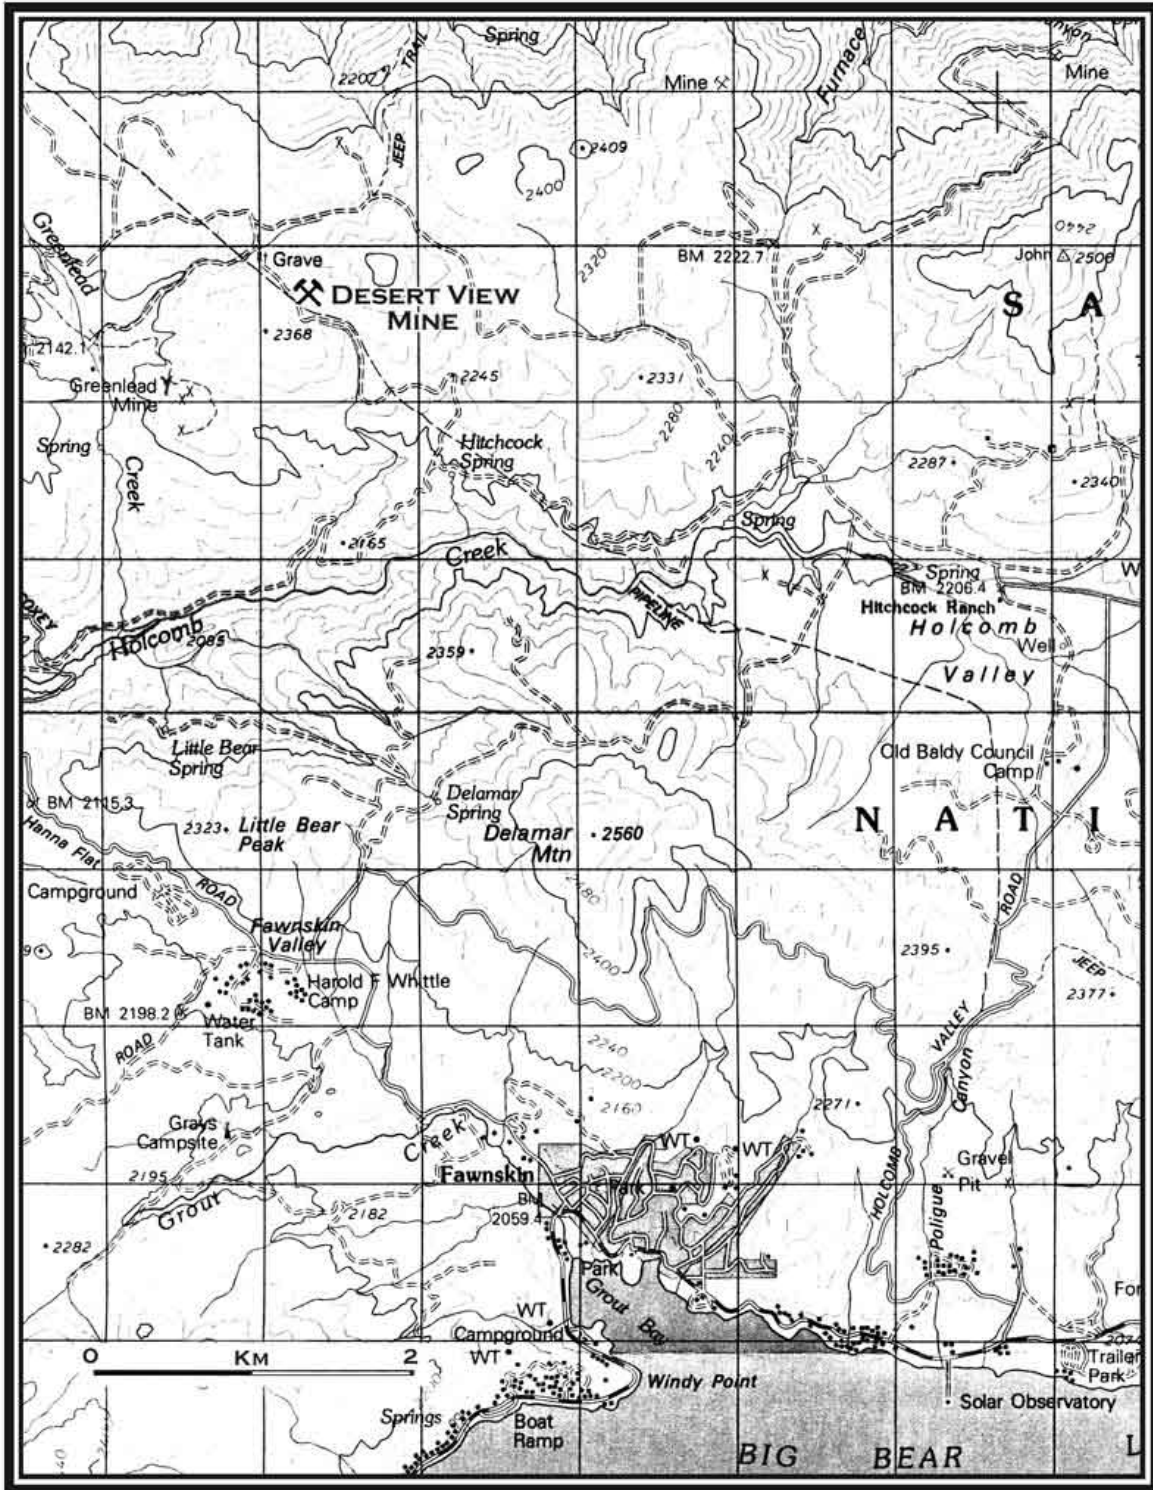 Spring
TRAIL
2207
JEEP
Mine
Furnace
Mine
2409
2400
2440
Greenlead
Grave
2320
BM 2222.7
John 2500
DESERT VIEW
MINE
S A
2368
2142.1
2245
2331
Greenlead
Mine
2280
2240
Spring
Hitchcock
Spring
2287
2340
Creek
Spring
2165
Creek
Spring
BM 2206.4
W
PIPELINE
Hitchcock Ranch
Holcomb
Holcomb
2085
2359
Well
Valley
Little Bear
Spring
Old Baldy Council
Camp
BM 2115.3
Delamar
Spring
2323
Little Bear
Peak
Delamar
Mtn
2560
N A T I
Hanna Flat
Campground
ROAD
2480
ROAD
Fawnskin
Valley
2400
2395
JEEP
Harold F Whittle
Camp
2377
BM 2198.2
Water
Tank
ROAD
VALLEY
2240
2200
2160
Canyon
2271
Grays
Campsite
Creek
WT
WT
HOLCOMB
Gravel
Pit
Fawnskin
2195
Park
BM
2059.4
Grout
2182
Poligue
2282
Park
Grout
Bay
For
WT
Campground
WT
0 KM 2
Trailer
Park
Windy Point
Solar Observatory
Springs
Boat
Ramp
BIG BEAR L